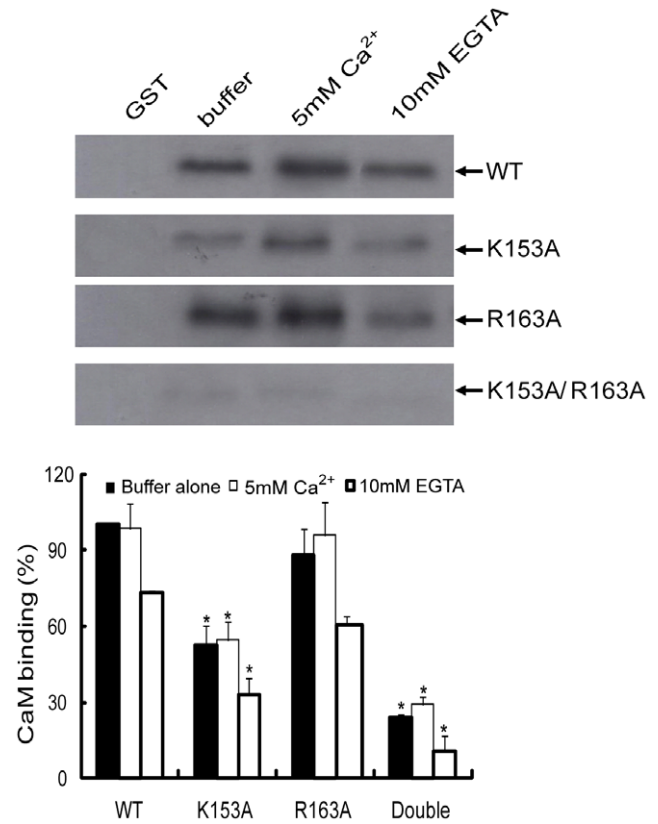 GST buffer 5mM Ca²⁺ 10mM EGTA
WT
K153A
R163A
K153A/R163A
120
■ Buffer alone □ 5mM Ca²⁺ □ 10mM EGTA
90
60
30
0
CaM binding (%)
* * *
* * *
WT K153A R163A Double